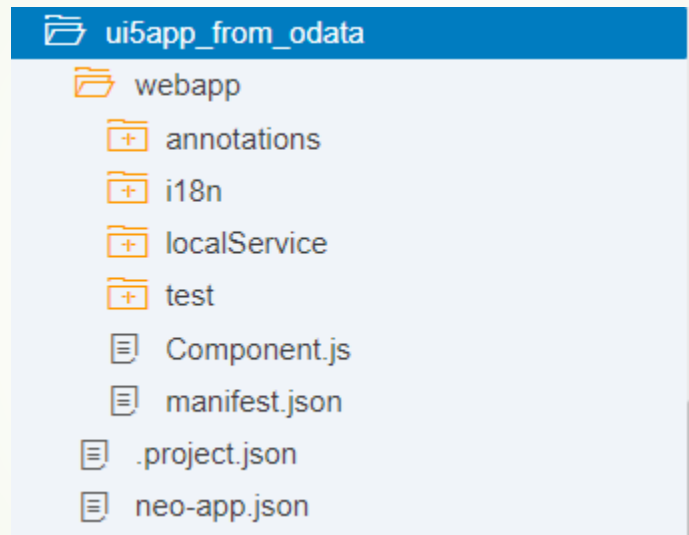 ui5app_from_odata
webapp
annotations
i18n
localService
test
Component.js
manifest.json
.project.json
neo-app.json